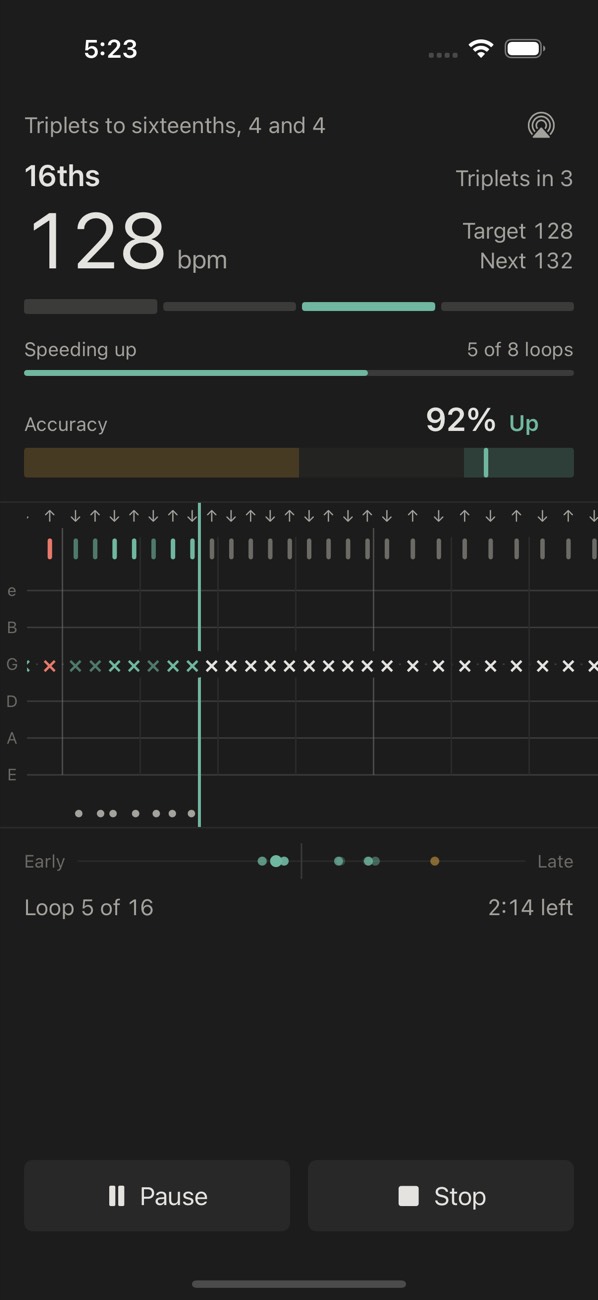 5:23
Triplets to sixteenths, 4 and 4
16ths
Triplets in 3
128 bpm
Target 128
Next 132
Speeding up
5 of 8 loops
Accuracy
92% Up
e
B
G
D
A
E
Early
Late
Loop 5 of 16
2:14 left
Pause
Stop